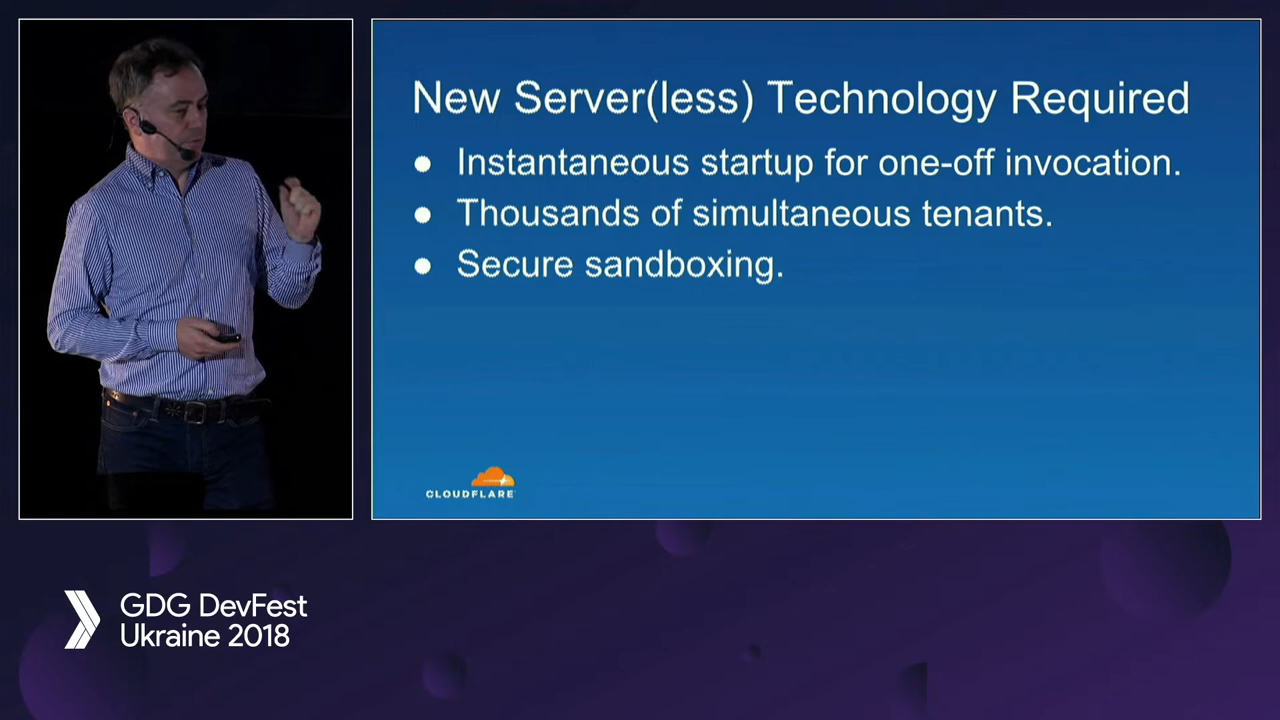 New Server(less) Technology Required
● Instantaneous startup for one-off invocation.
● Thousands of simultaneous tenants.
● Secure sandboxing.
CLOUDFLARE
GDG DevFest
Ukraine 2018